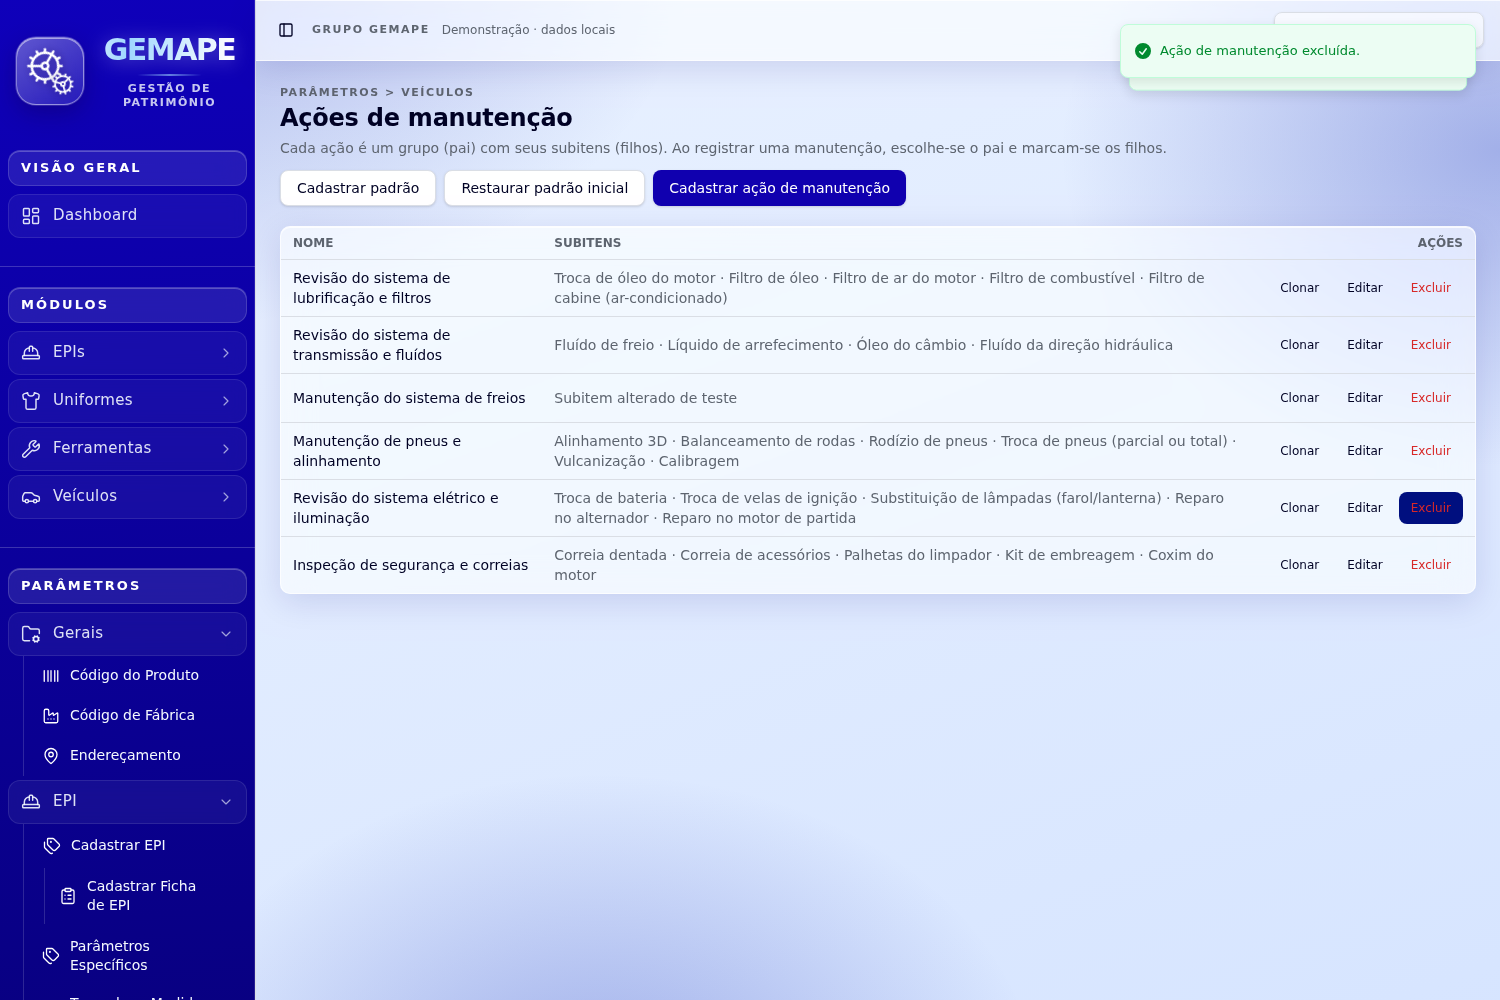 GEMAPE
GESTÃO DE
PATRIMÔNIO
VISÃO GERAL
Dashboard
MÓDULOS
EPIs
Uniformes
Ferramentas
Veículos
PARÂMETROS
Gerais
Código do Produto
Código de Fábrica
Endereçamento
EPI
Cadastrar EPI
Cadastrar Ficha
de EPI
Parâmetros
Específicos
GRUPO GEMAPE Demonstração · dados locais
Ação de manutenção excluída.
PARÂMETROS > VEÍCULOS
Ações de manutenção
Cada ação é um grupo (pai) com seus subitens (filhos). Ao registrar uma manutenção, escolhe-se o pai e marcam-se os filhos.
Cadastrar padrão Restaurar padrão inicial Cadastrar ação de manutenção
NOME SUBITENS AÇÕES
Revisão do sistema de
lubrificação e filtros
Troca de óleo do motor · Filtro de óleo · Filtro de ar do motor · Filtro de combustível · Filtro de
cabine (ar-condicionado)
Clonar Editar Excluir
Revisão do sistema de
transmissão e fluídos
Fluído de freio · Líquido de arrefecimento · Óleo do câmbio · Fluído da direção hidráulica
Clonar Editar Excluir
Manutenção do sistema de freios
Subitem alterado de teste
Clonar Editar Excluir
Manutenção de pneus e
alinhamento
Alinhamento 3D · Balanceamento de rodas · Rodízio de pneus · Troca de pneus (parcial ou total) ·
Vulcanização · Calibragem
Clonar Editar Excluir
Revisão do sistema elétrico e
iluminação
Troca de bateria · Troca de velas de ignição · Substituição de lâmpadas (farol/lanterna) · Reparo
no alternador · Reparo no motor de partida
Clonar Editar Excluir
Inspeção de segurança e correias
Correia dentada · Correia de acessórios · Palhetas do limpador · Kit de embreagem · Coxim do
motor
Clonar Editar Excluir